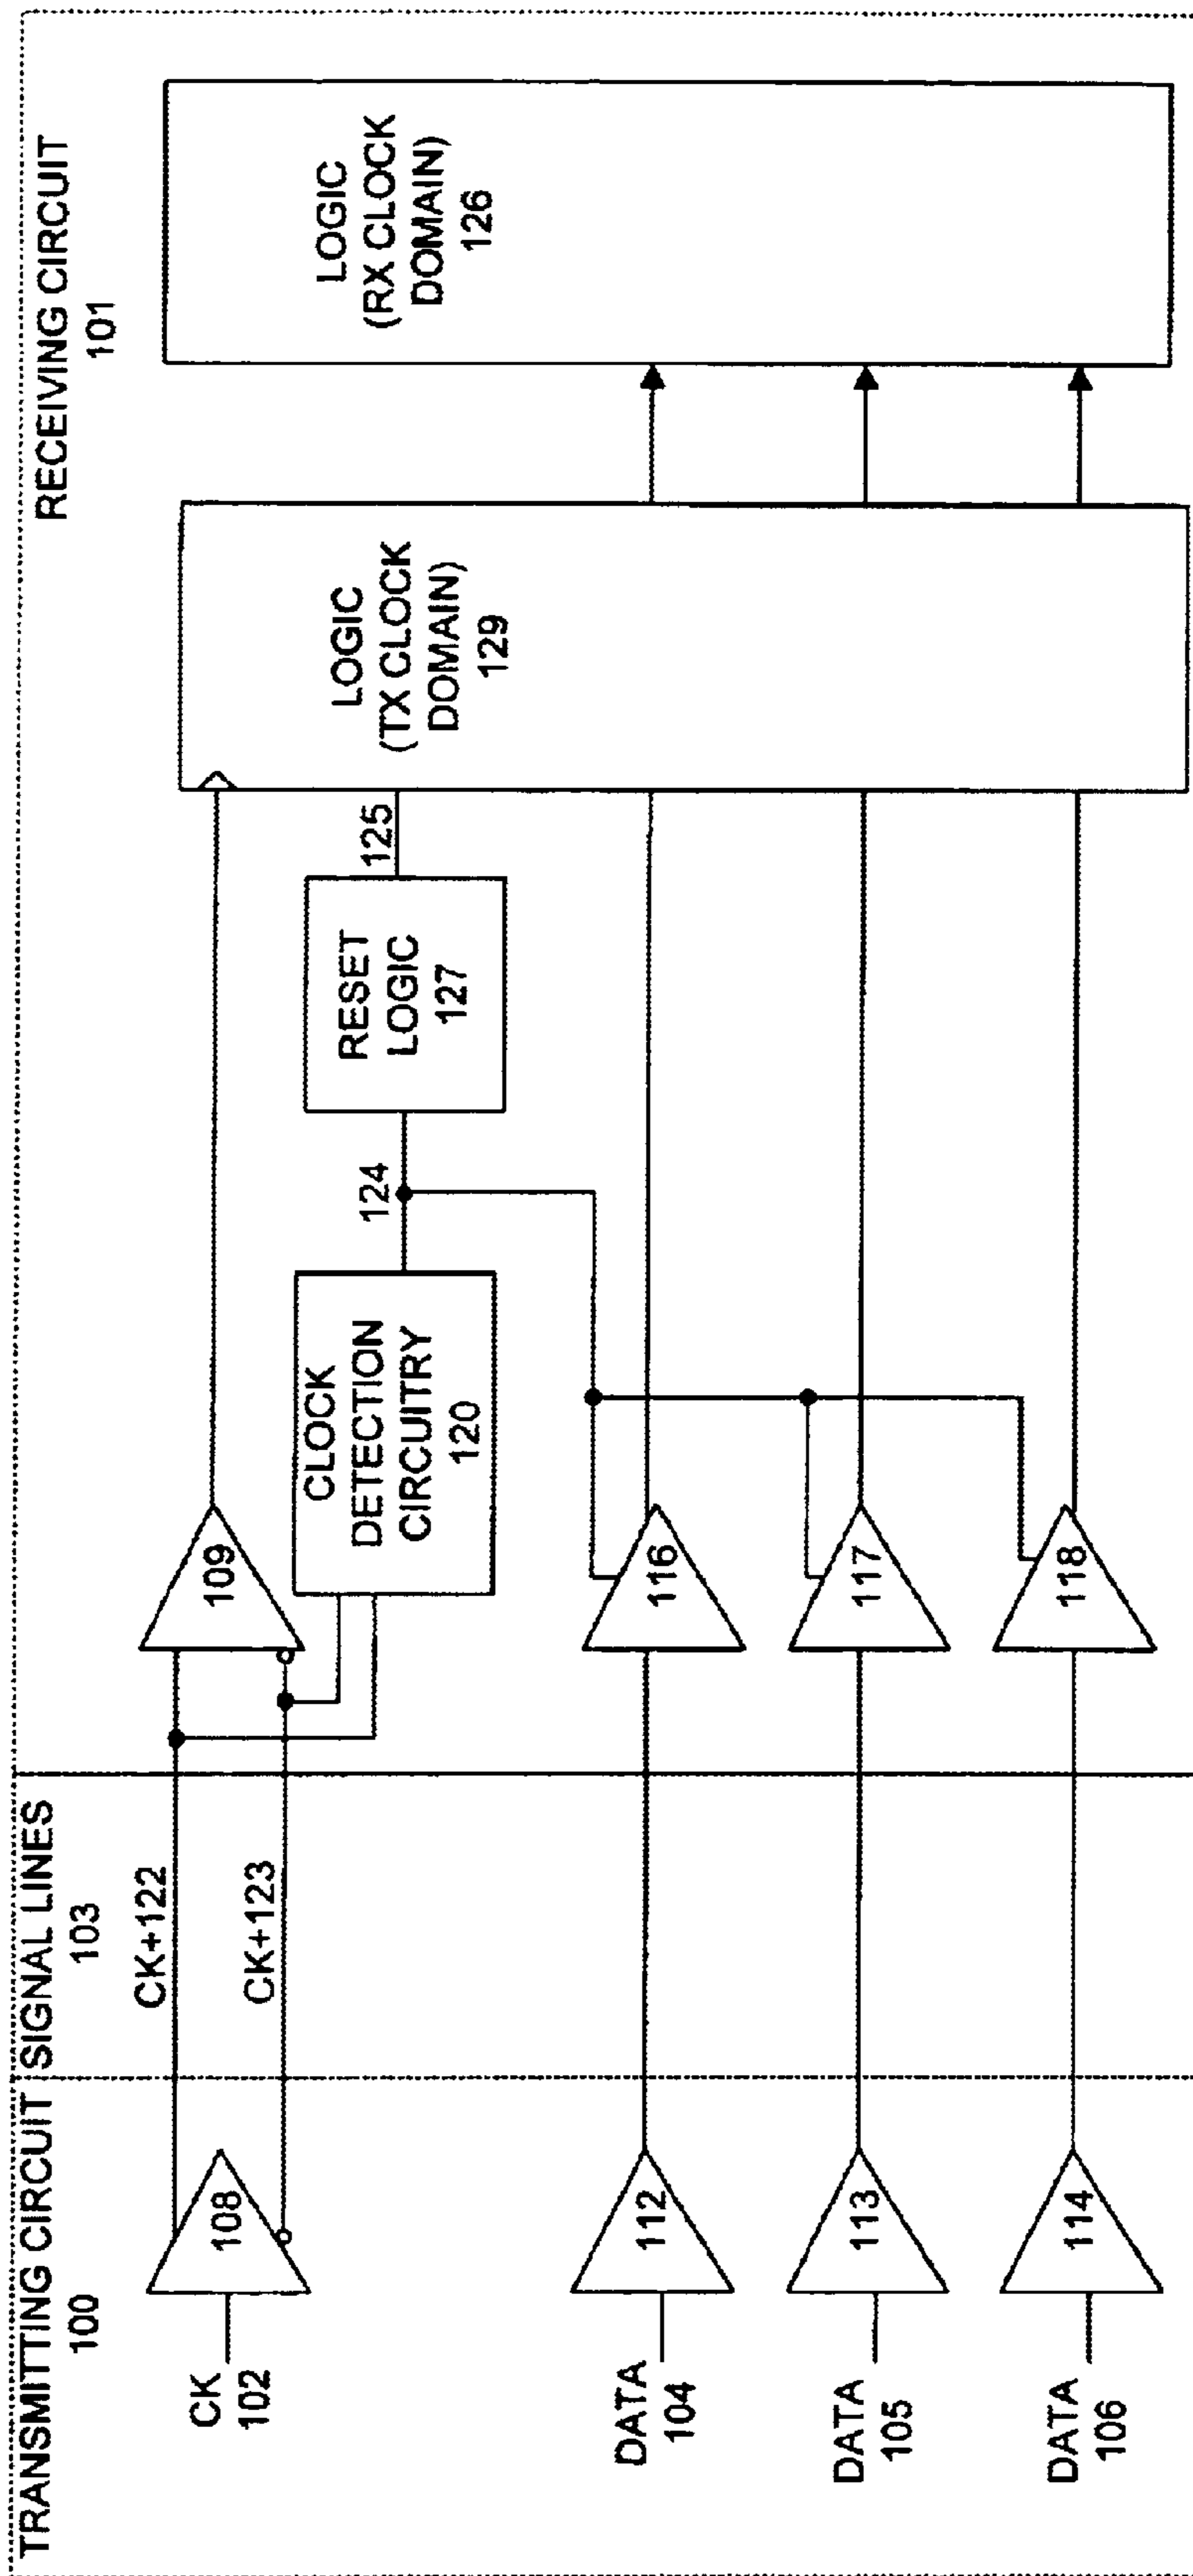 TRANSMITTING CIRCUIT
100
SIGNAL LINES
103
RECEIVING CIRCUIT
101
CK
102
108
CK+122
CK+123
109
CLOCK
DETECTION
CIRCUITRY
120
124
RESET
LOGIC
127
125
LOGIC
(TX CLOCK
DOMAIN)
129
LOGIC
(RX CLOCK
DOMAIN)
126
DATA
104
112
116
DATA
105
113
117
DATA
106
114
118